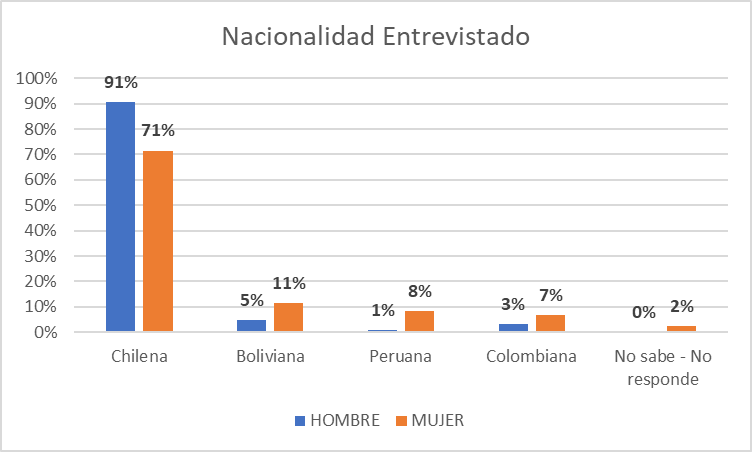 Nacionalidad Entrevistado
100%
90%
80%
70%
60%
50%
40%
30%
20%
10%
0%
91%
71%
5%
11%
1%
8%
3%
7%
0%
2%
Chilena
Boliviana
Peruana
Colombiana
No sabe - No
responde
HOMBRE
MUJER